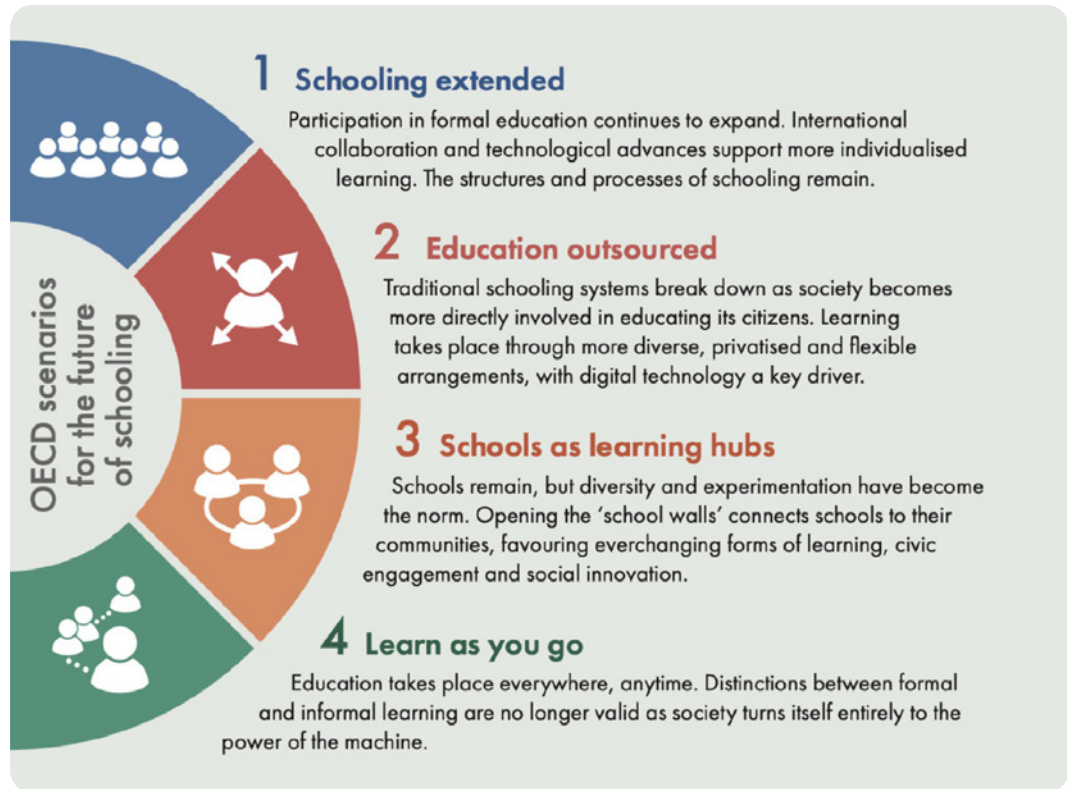 OECD scenarios
for the future
of schooling
1 Schooling extended
Participation in formal education continues to expand. International
collaboration and technological advances support more individualised
learning. The structures and processes of schooling remain.
2 Education outsourced
Traditional schooling systems break down as society becomes
more directly involved in educating its citizens. Learning
takes place through more diverse, privatised and flexible
arrangements, with digital technology a key driver.
3 Schools as learning hubs
Schools remain, but diversity and experimentation have become
the norm. Opening the ‘school walls’ connects schools to their
communities, favouring everchanging forms of learning, civic
engagement and social innovation.
4 Learn as you go
Education takes place everywhere, anytime. Distinctions between formal
and informal learning are no longer valid as society turns itself entirely to the
power of the machine.